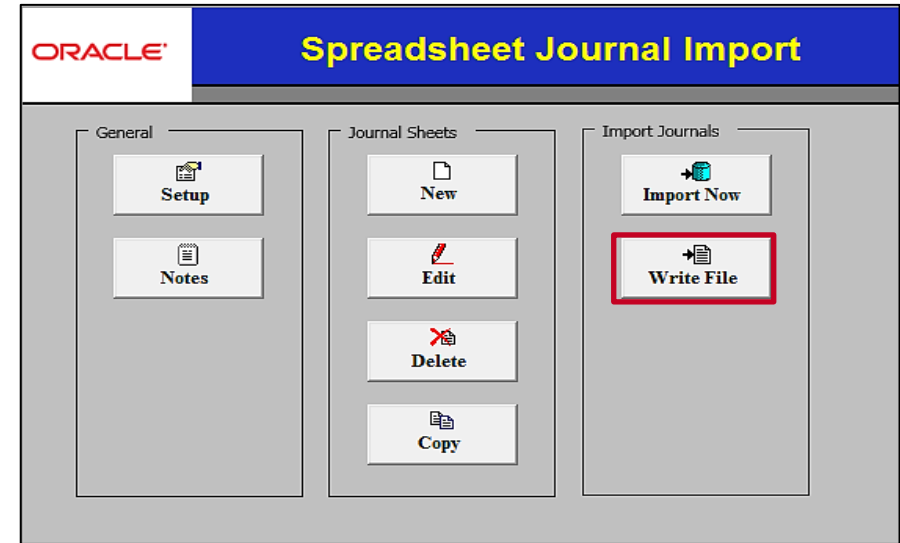 ORACLE'
Spreadsheet Journal Import
General
Setup
Notes
Journal Sheets
New
Edit
Delete
Copy
Import Journals
Import Now
Write File